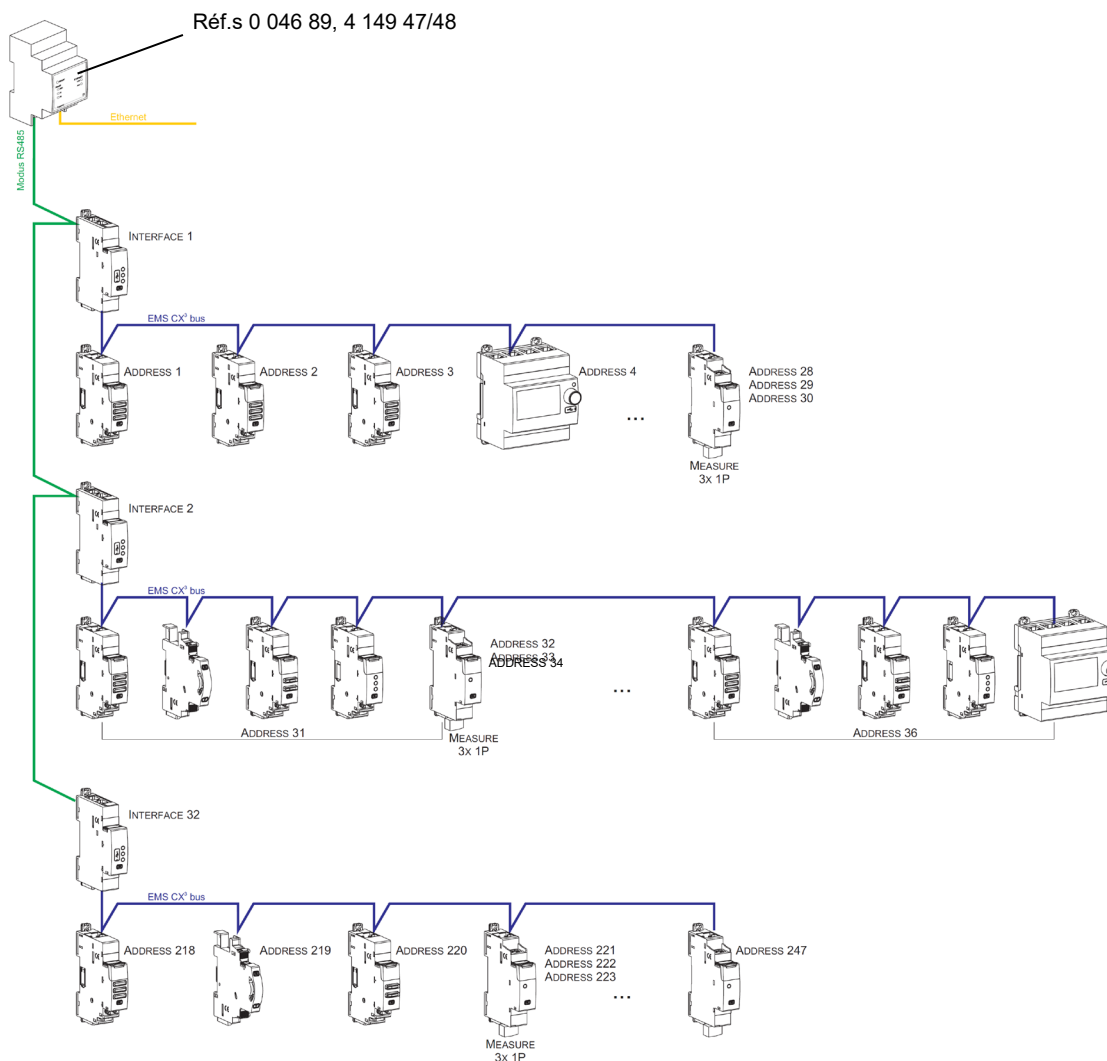 Réf.s 0 046 89, 4 149 47/48
Ethernet
Modus RS485
INTERFACE 1
EMS CX³ bus
ADDRESS 1
ADDRESS 2
ADDRESS 3
ADDRESS 4
...
ADDRESS 28
ADDRESS 29
ADDRESS 30
MEASURE
3X 1P
INTERFACE 2
EMS CX³ bus
ADDRESS 32
ADDRESS 33
ADDRESS 34
...
ADDRESS 31
MEASURE
3X 1P
ADDRESS 36
INTERFACE 32
EMS CX³ bus
ADDRESS 218
ADDRESS 219
ADDRESS 220
ADDRESS 221
ADDRESS 222
ADDRESS 223
...
ADDRESS 247
MEASURE
3X 1P